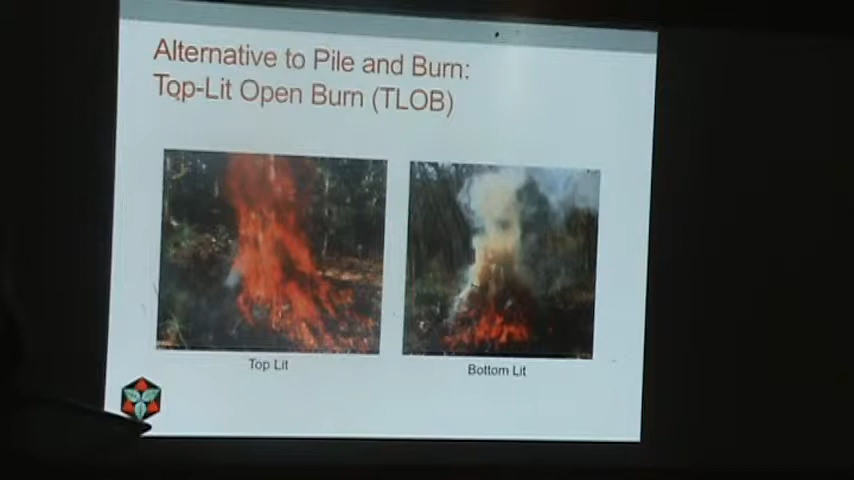 Alternative to Pile and Burn:
Top-Lit Open Burn (TLOB)
Top Lit
Bottom Lit